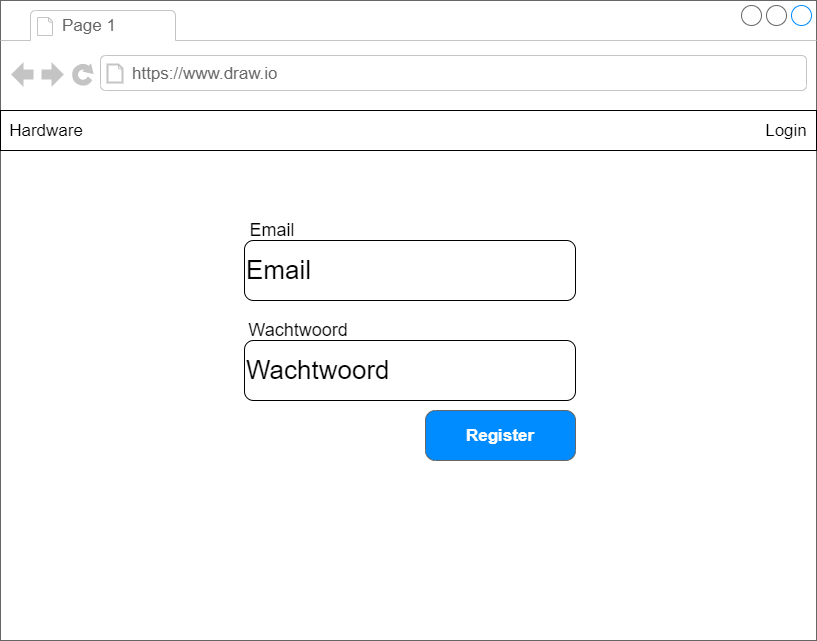 Page 1
https://www.draw.io
Hardware
Login
Email
Email
Wachtwoord
Wachtwoord
Register